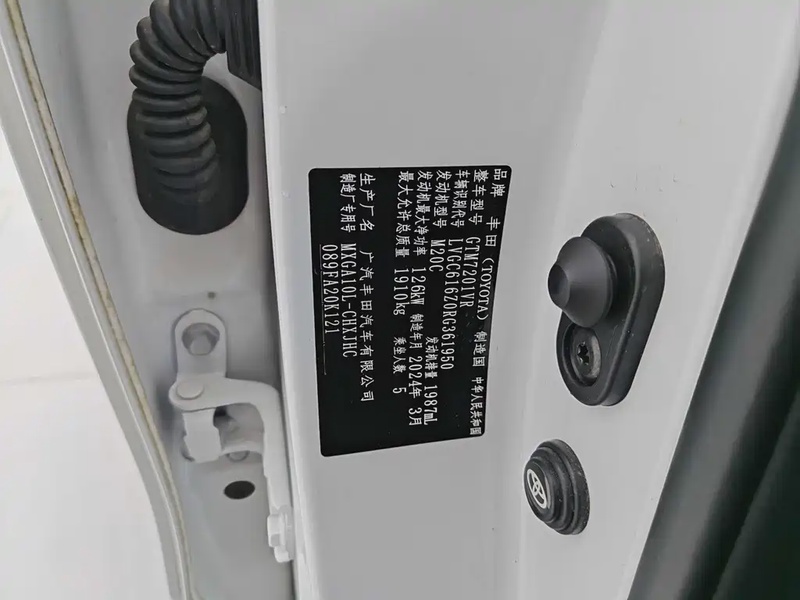 品牌 丰田(TOYOTA) 制造国 中华人民共和国
整车型号 GTM7201VR
车辆识别代号 LVGC616Z0RG361950
发动机型号 M20C 发动机排量 1987mL
发动机最大净功率 126kW 制造年月 2024年 3月
最大允许总质量 1910kg 乘坐人数 5
生产厂名 广汽丰田汽车有限公司
制造厂专用号 MXGA10L-CHXJHC
089FA20K121